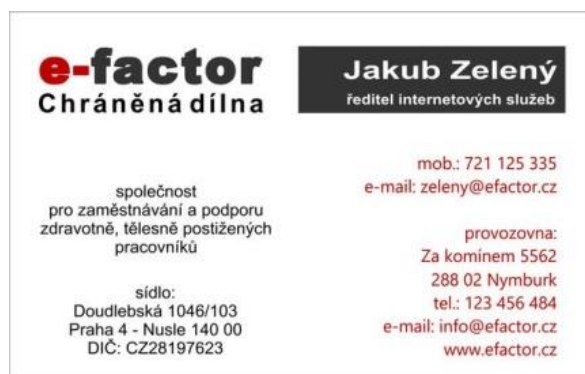 e-factor
Chráněná dílna
společnost
pro zaměstnávání a podporu
zdravotně, tělesně postižených
pracovníků
sídlo:
Doudlebská 1046/103
Praha 4 - Nusle 140 00
DIČ: CZ28197623
Jakub Zelený
ředitel internetových služeb
mob.: 721 125 335
e-mail: zeleny@efactor.cz
provozovna:
Za komínem 5562
288 02 Nymburk
tel.: 123 456 484
e-mail: info@efactor.cz
www.efactor.cz